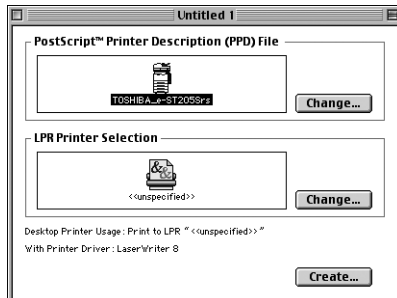 Untitled 1
PostScript™ Printer Description (PPD) File
TOSHIBA_e-ST205Srs
Change...
LPR Printer Selection
<<unspecified>>
Change...
Desktop Printer Usage: Print to LPR "<<unspecified>>"
With Printer Driver: LaserWriter 8
Create...